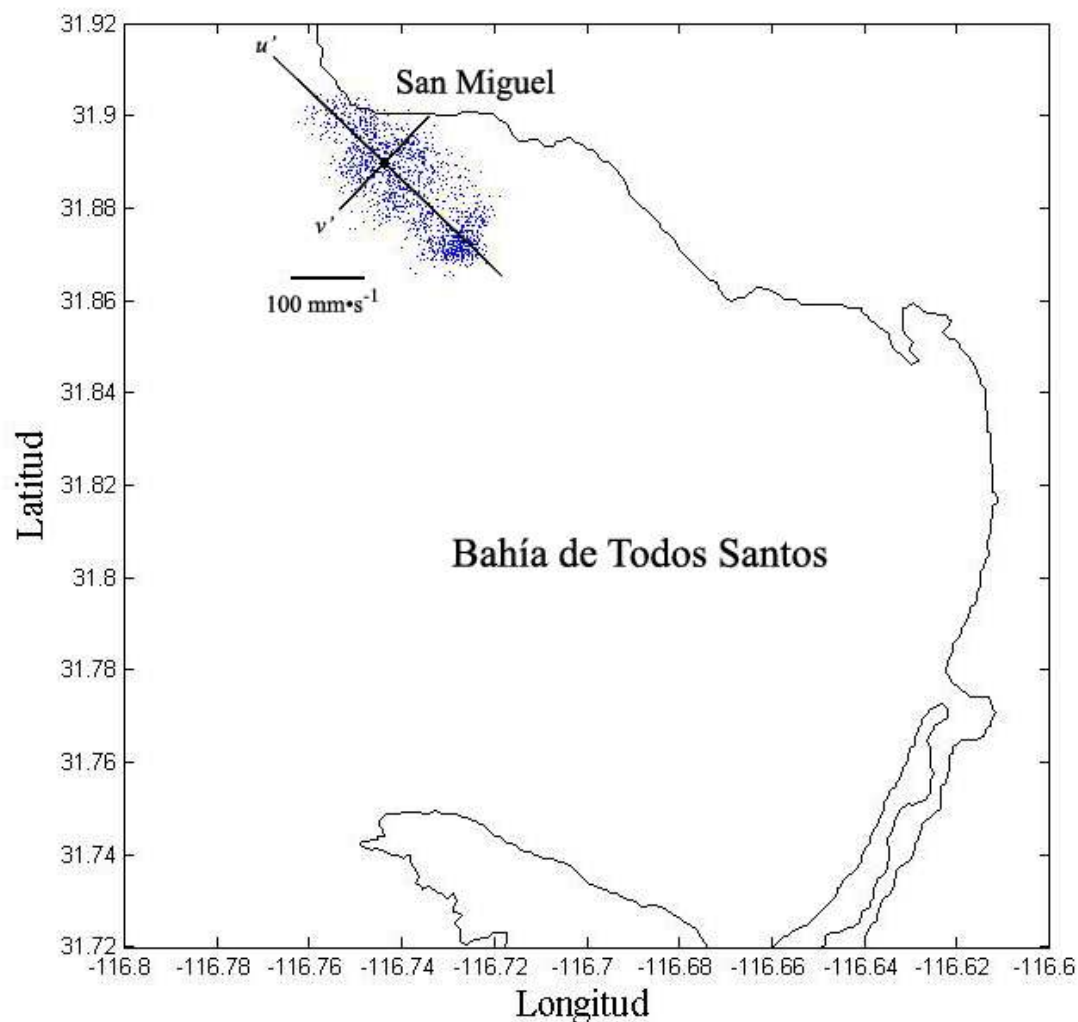 31.92
u'
San Miguel
31.9
31.88
v'
31.86
100 mm•s⁻¹
31.84
Latitud
31.82
Bahía de Todos Santos
31.8
31.78
31.76
31.74
31.72
-116.8 -116.78 -116.76 -116.74 -116.72 -116.7 -116.68 -116.66 -116.64 -116.62 -116.6
Longitud